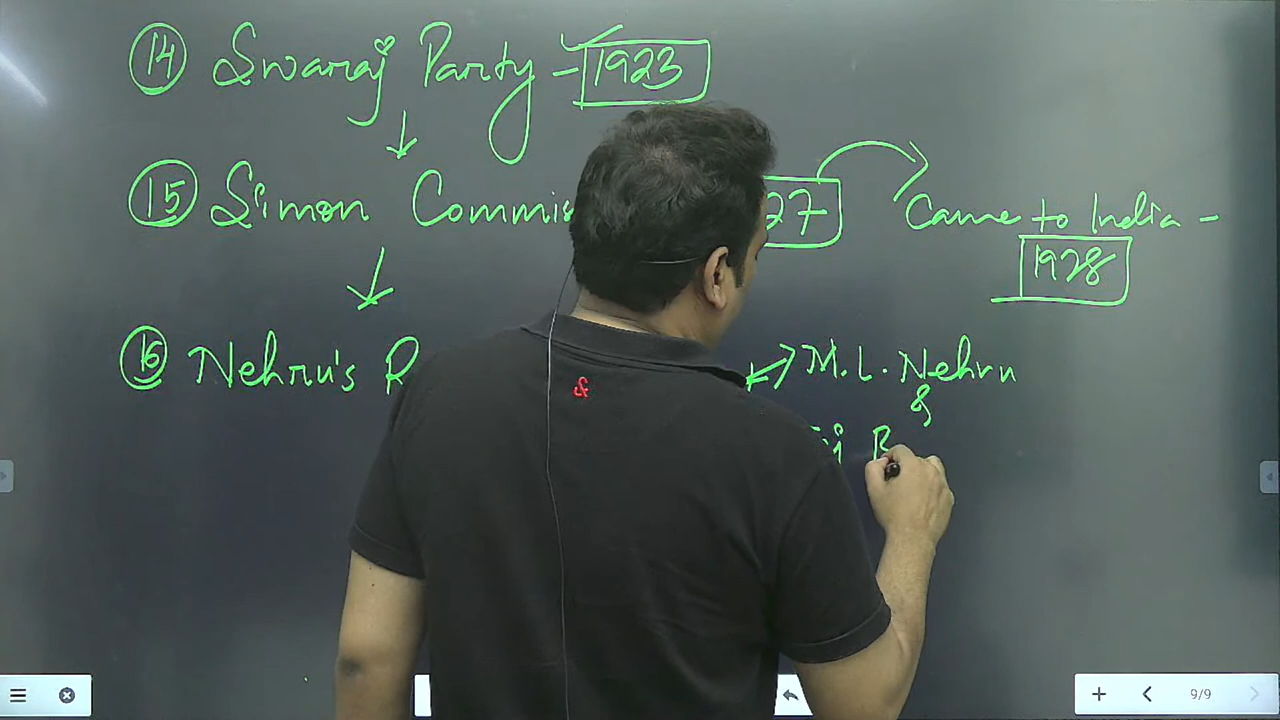 14 Swaraj Party - 1923
15 Simon Commis 27
Came to India -
1928
16 Nehru's R M. L. Nehru
&
j B
9/9